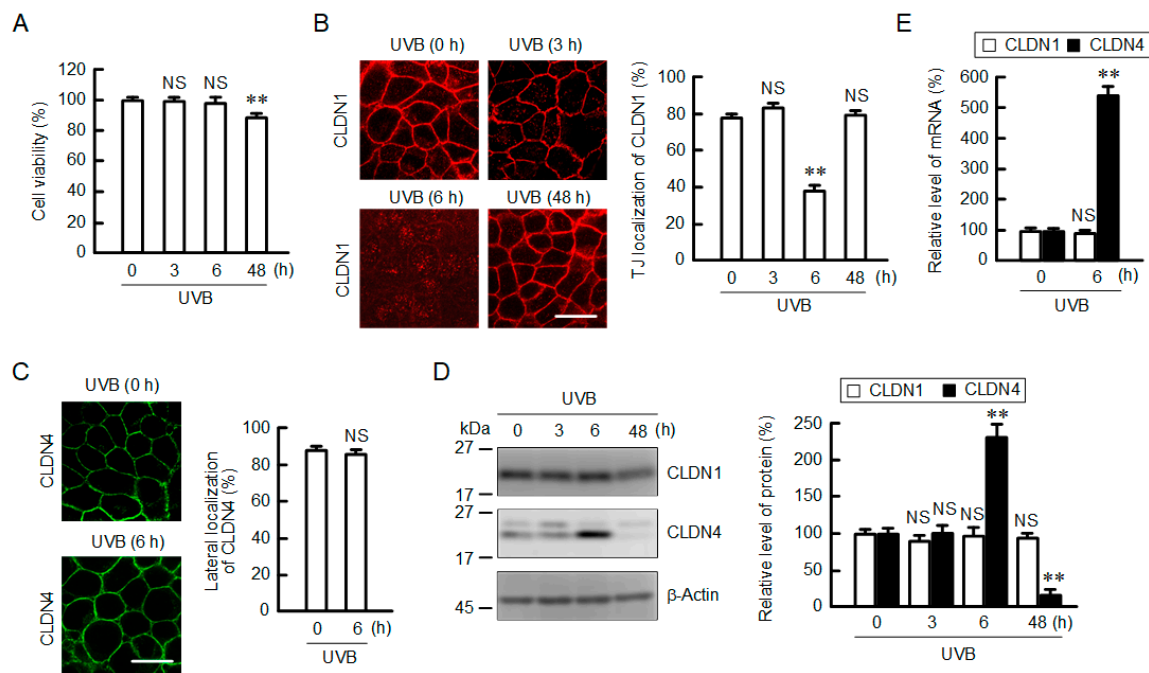 A
Cell viability (%)
120
100
80
60
40
20
0
NS NS **
0 3 6 48 (h)
UVB
B
UVB (0 h) UVB (3 h)
CLDN1
UVB (6 h) UVB (48 h)
CLDN1
TJ localization of CLDN1 (%)
100
80
60
40
20
0
NS ** NS
0 3 6 48 (h)
UVB
E
CLDN1 CLDN4
Relative level of mRNA (%)
600
500
400
300
200
100
0
NS **
0 6 (h)
UVB
C
UVB (0 h)
CLDN4
UVB (6 h)
CLDN4
Lateral localization
of CLDN4 (%)
100
80
60
40
20
0
NS
0 6 (h)
UVB
D
UVB
kDa 0 3 6 48 (h)
27
CLDN1
17
27
CLDN4
17
β-Actin
45
CLDN1 CLDN4
Relative level of protein (%)
250
200
150
100
50
0
NS NS NS ** NS **
0 3 6 48 (h)
UVB